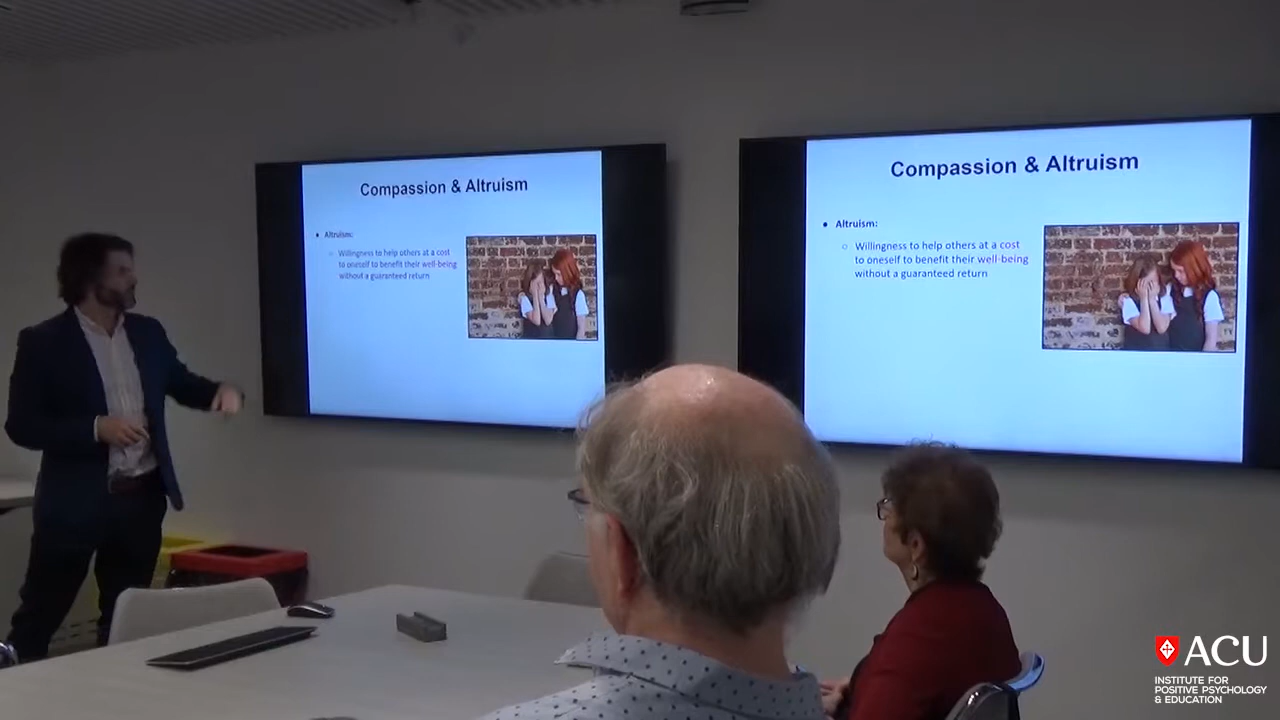 Compassion & Altruism
Altruism:
Willingness to help others at a cost
to oneself to benefit their well-being
without a guaranteed return
Compassion & Altruism
Altruism:
Willingness to help others at a cost
to oneself to benefit their well-being
without a guaranteed return
ACU
INSTITUTE FOR
POSITIVE PSYCHOLOGY
& EDUCATION